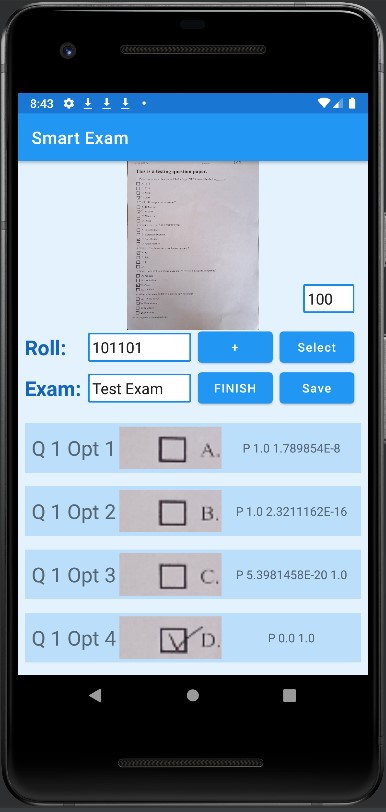 8:43
Smart Exam
This is a testing question paper.
100
Roll: 101101 + Select
Exam: Test Exam FINISH Save
Q 1 Opt 1 A. P 1.0 1.789854E-8
Q 1 Opt 2 B. P 1.0 2.3211162E-16
Q 1 Opt 3 C. P 5.3981458E-20 1.0
Q 1 Opt 4 D. P 0.0 1.0